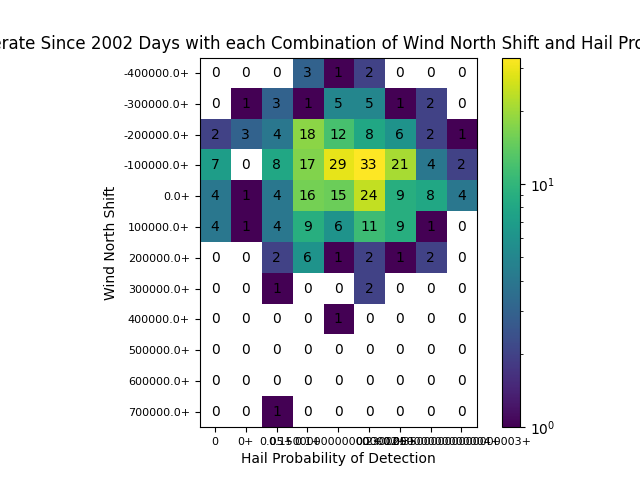 erate Since 2002 Days with each Combination of Wind North Shift and Hail Pro
-400000.0+ 0 0 0 3 1 2 0 0 0
-300000.0+ 0 1 3 1 5 5 1 2 0
-200000.0+ 2 3 4 18 12 8 6 2 1
-100000.0+ 7 0 8 17 29 33 21 4 2
0.0+ 4 1 4 16 15 24 9 8 4
100000.0+ 4 1 4 9 6 11 9 1 0
200000.0+ 0 0 2 6 1 2 1 2 0
300000.0+ 0 0 1 0 0 2 0 0 0
400000.0+ 0 0 0 0 1 0 0 0 0
500000.0+ 0 0 0 0 0 0 0 0 0
600000.0+ 0 0 0 0 0 0 0 0 0
700000.0+ 0 0 1 0 0 0 0 0 0
0 0+
Hail Probability of Detection
Wind North Shift
10¹
10⁰